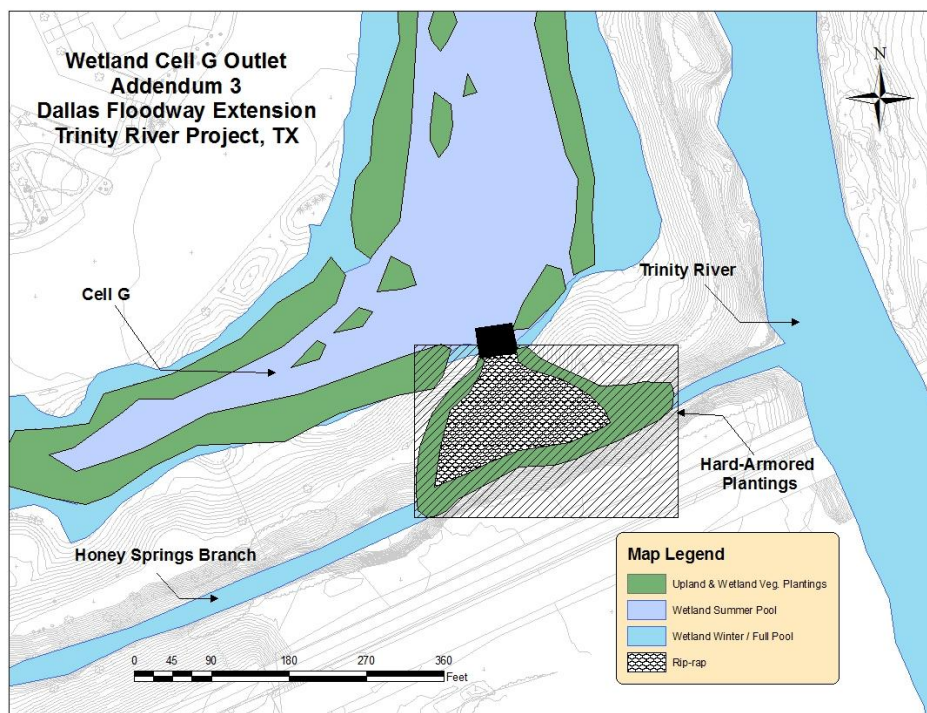 Wetland Cell G Outlet
Addendum 3
Dallas Floodway Extension
Trinity River Project, TX
N
Trinity River
Cell G
Hard-Armored
Plantings
Honey Springs Branch
Map Legend
Upland & Wetland Veg. Plantings
Wetland Summer Pool
Wetland Winter / Full Pool
Rip-rap
0 45 90 180 270 360
Feet